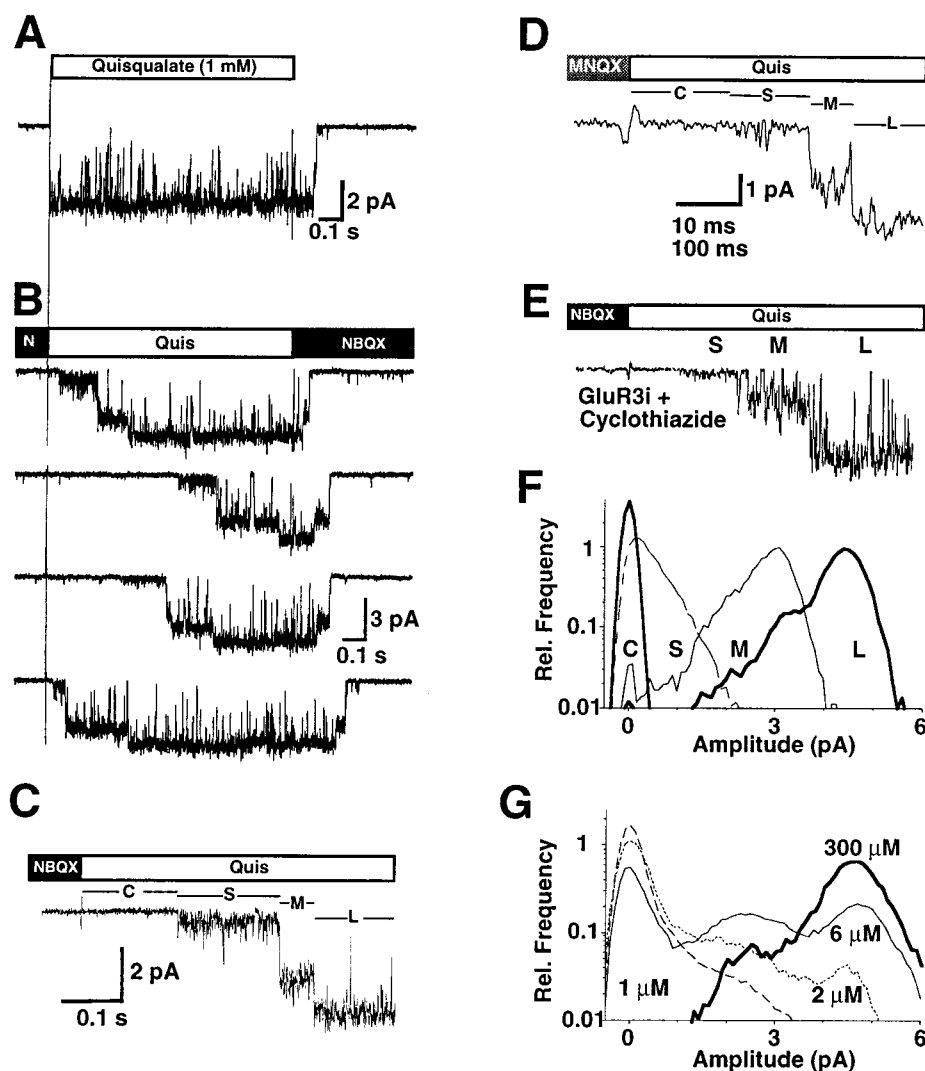 A
Quisqualate (1 mM)
2 pA
0.1 s
B
N
Quis
NBQX
3 pA
0.1 s
C
NBQX
Quis
C
S
M
L
2 pA
0.1 s
D
MNQX
Quis
C
S
M
L
1 pA
10 ms
100 ms
E
NBQX
Quis
S M L
GluR3i +
Cyclothiazide
F
Rel. Frequency
1
0.1
0.01
C S M L
0 3 6
Amplitude (pA)
G
Rel. Frequency
1
0.1
0.01
300 µM
6 µM
1 µM
2 µM
0 3 6
Amplitude (pA)